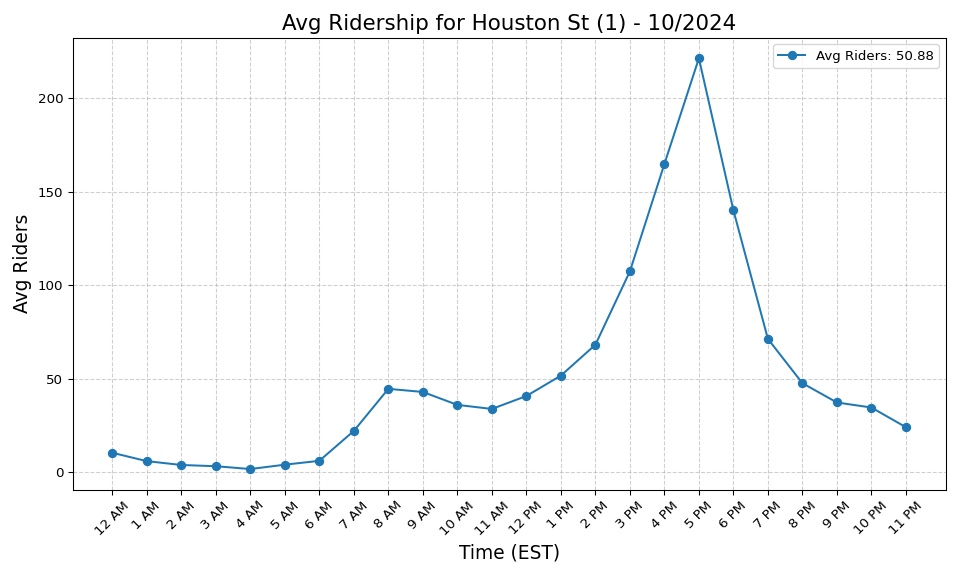 Avg Ridership for Houston St (1) - 10/2024
Avg Riders: 50.88
Avg Riders
200
150
100
50
0
12 AM
1 AM
2 AM
3 AM
4 AM
5 AM
6 AM
7 AM
8 AM
9 AM
10 AM
11 AM
12 PM
1 PM
2 PM
3 PM
4 PM
5 PM
6 PM
7 PM
8 PM
9 PM
10 PM
11 PM
Time (EST)